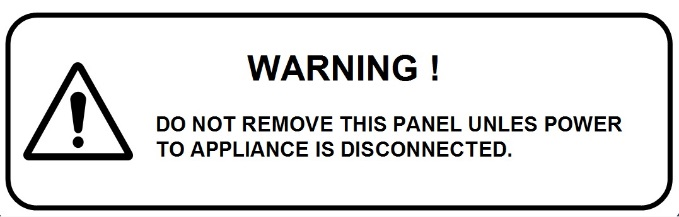 WARNING !
DO NOT REMOVE THIS PANEL UNLES POWER
TO APPLIANCE IS DISCONNECTED.